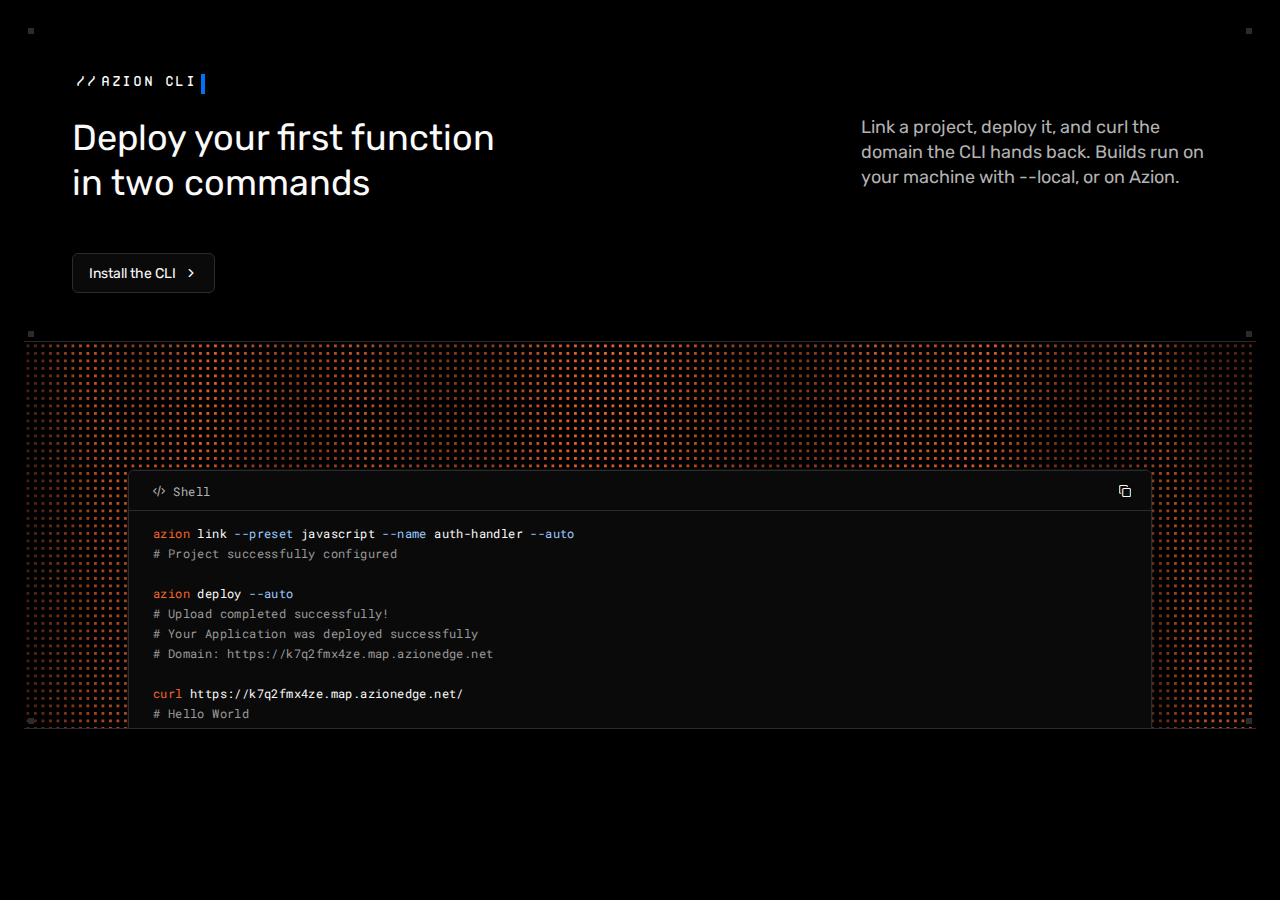 //AZION CLI
Deploy your first function
in two commands
Link a project, deploy it, and curl the
domain the CLI hands back. Builds run on
your machine with --local, or on Azion.
Install the CLI
Shell
azion link --preset javascript --name auth-handler --auto
# Project successfully configured
azion deploy --auto
# Upload completed successfully!
# Your Application was deployed successfully
# Domain: https://k7q2fmx4ze.map.azionedge.net
curl https://k7q2fmx4ze.map.azionedge.net/
# Hello World